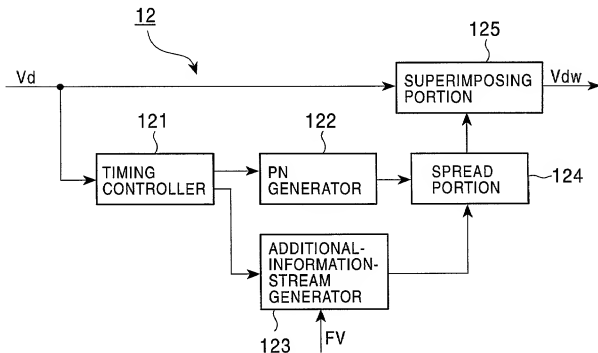 12
125
Vd
SUPERIMPOSING
PORTION
Vdw
121
122
TIMING
CONTROLLER
PN
GENERATOR
SPREAD
PORTION
124
ADDITIONAL-
INFORMATION-
STREAM
GENERATOR
123
FV